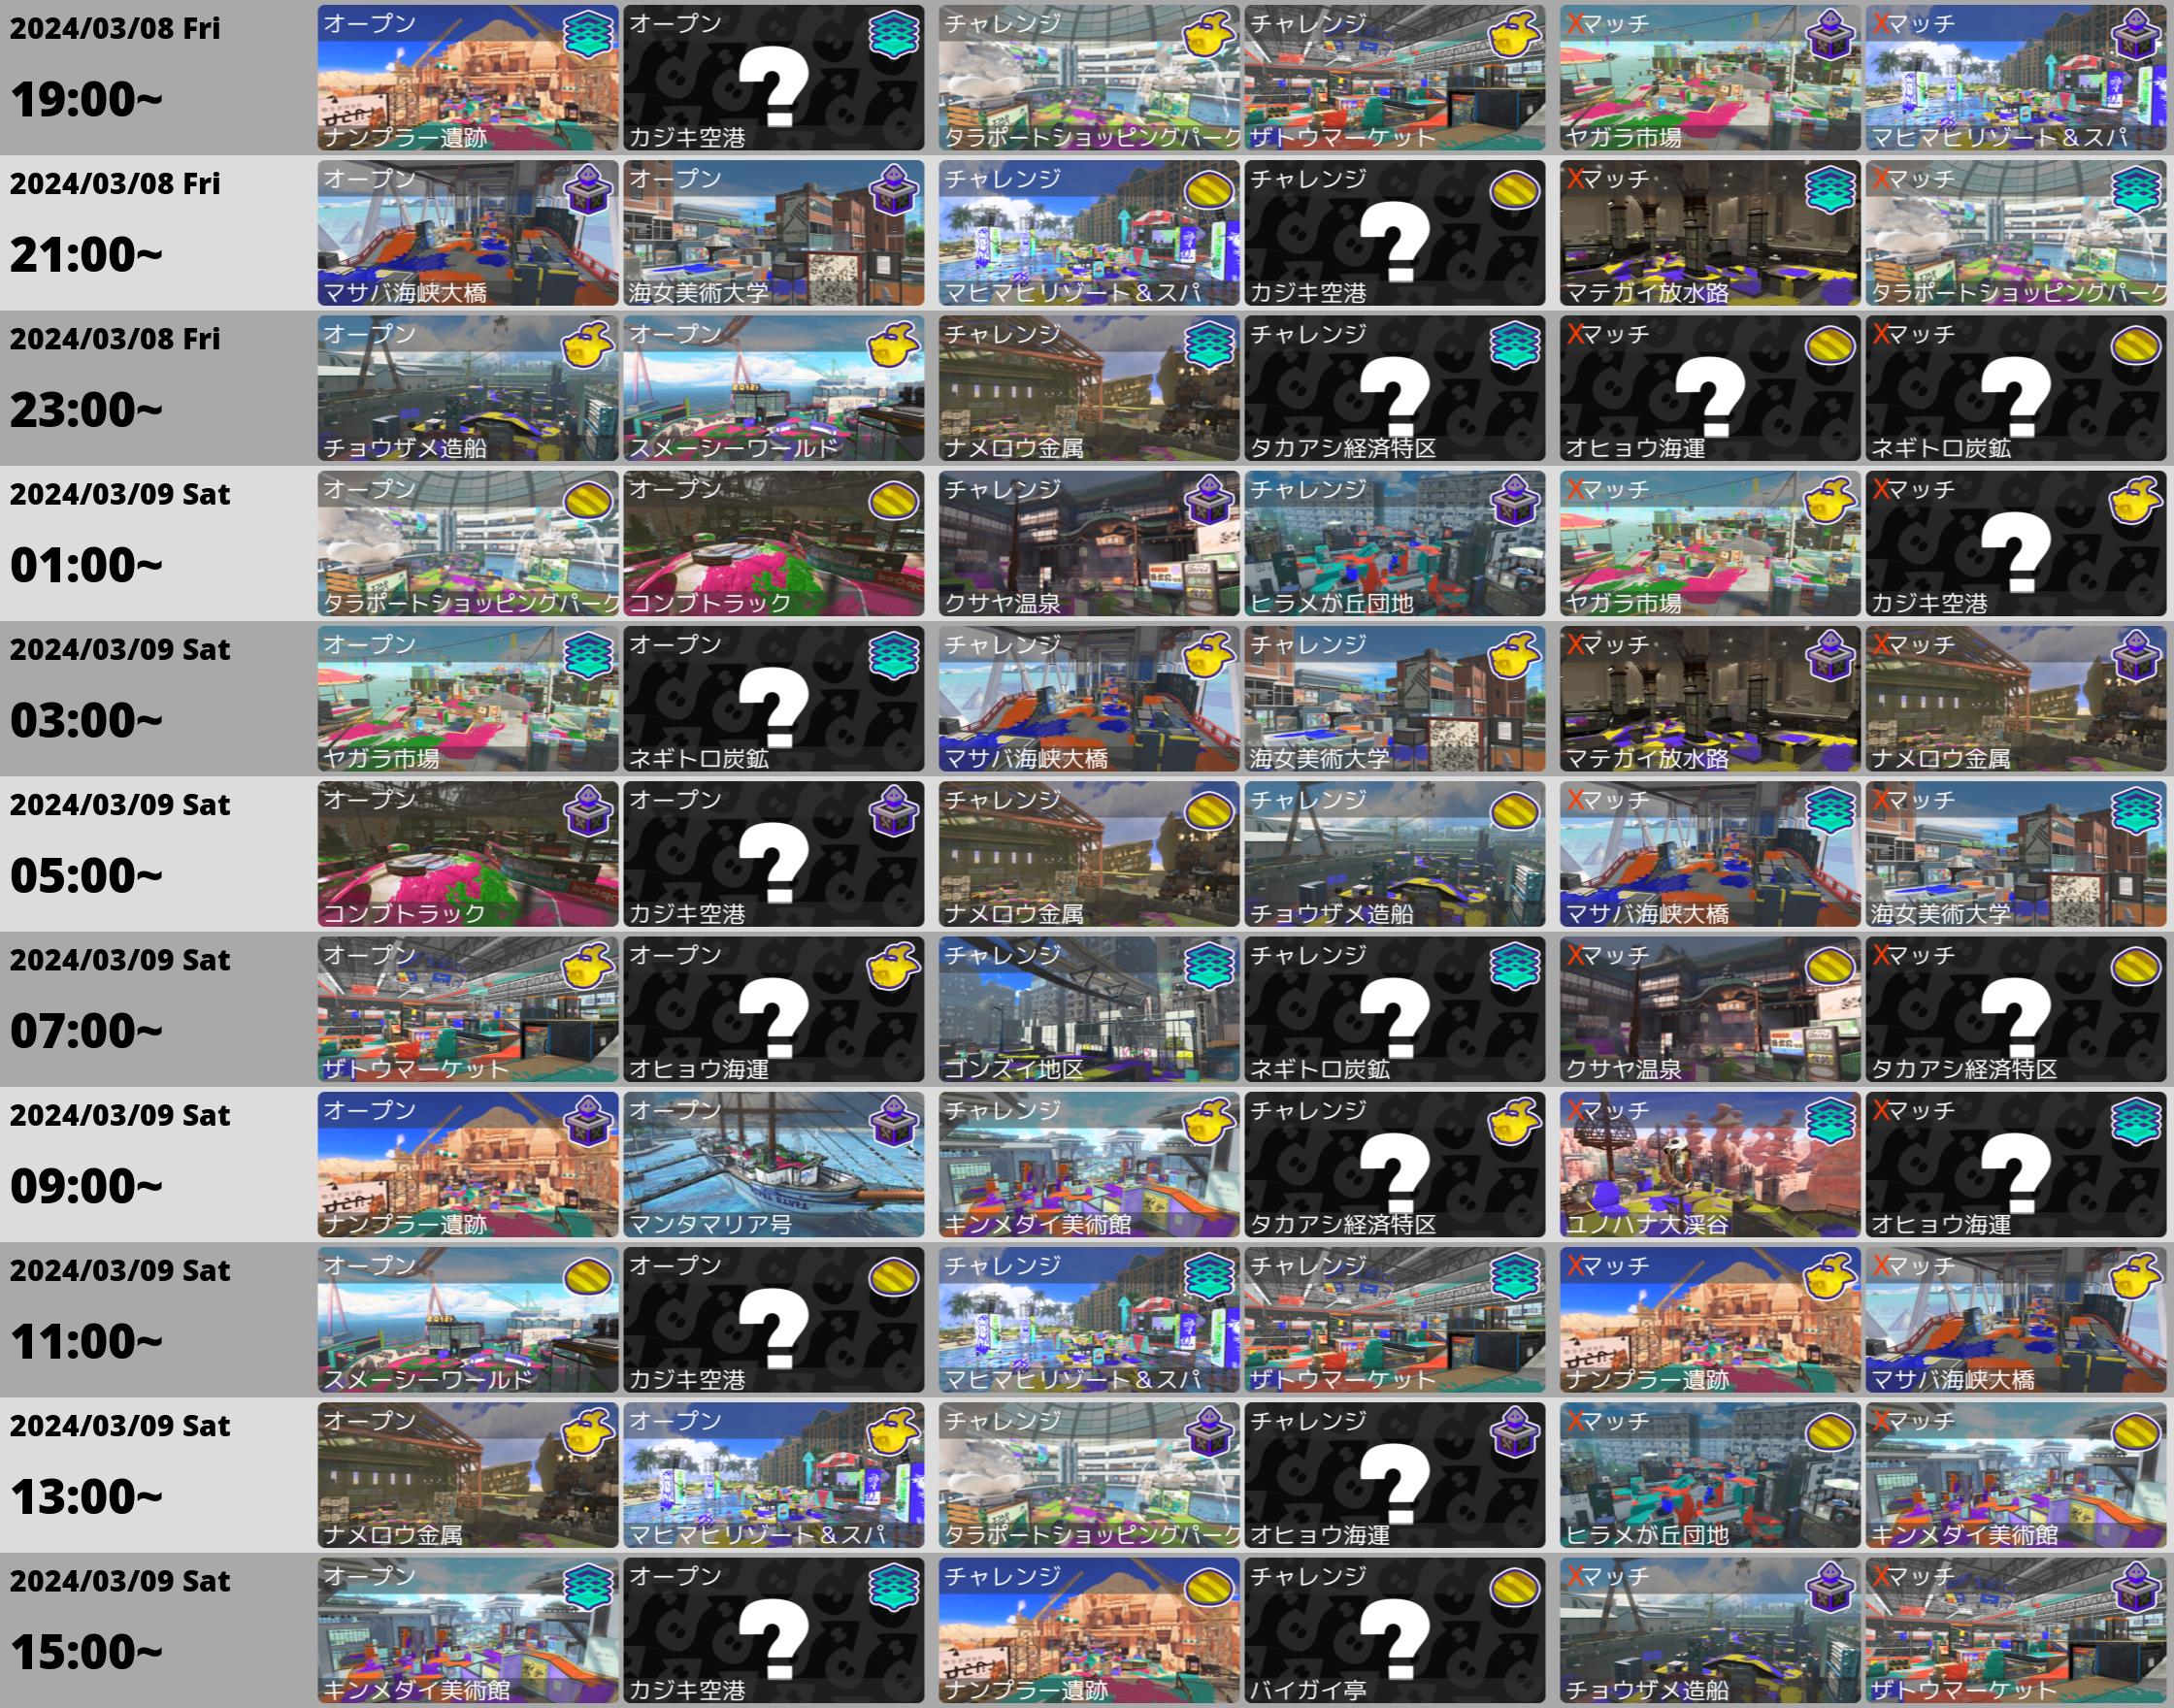 2024/03/08 Fri
19:00~
オープン
ナンプラー遺跡
オープン
カジキ空港
チャレンジ
タラポートショッピングパーク
チャレンジ
ザトウマーケット
Xマッチ
ヤガラ市場
Xマッチ
マヒマヒリゾート＆スパ
2024/03/08 Fri
21:00~
オープン
マサバ海峡大橋
オープン
海女美術大学
チャレンジ
マヒマヒリゾート＆スパ
チャレンジ
カジキ空港
Xマッチ
マテガイ放水路
Xマッチ
タラポートショッピングパーク
2024/03/08 Fri
23:00~
オープン
チョウザメ造船
オープン
スメーシーワールド
チャレンジ
ナメロウ金属
チャレンジ
タカアシ経済特区
Xマッチ
オヒョウ海運
Xマッチ
ネギトロ炭鉱
2024/03/09 Sat
01:00~
オープン
タラポートショッピングパーク
オープン
コンブトラック
チャレンジ
クサヤ温泉
チャレンジ
ヒラメが丘団地
Xマッチ
ヤガラ市場
Xマッチ
カジキ空港
2024/03/09 Sat
03:00~
オープン
ヤガラ市場
オープン
ネギトロ炭鉱
チャレンジ
マサバ海峡大橋
チャレンジ
海女美術大学
Xマッチ
マテガイ放水路
Xマッチ
ナメロウ金属
2024/03/09 Sat
05:00~
オープン
コンブトラック
オープン
カジキ空港
チャレンジ
ナメロウ金属
チャレンジ
チョウザメ造船
Xマッチ
マサバ海峡大橋
Xマッチ
海女美術大学
2024/03/09 Sat
07:00~
オープン
ザトウマーケット
オープン
オヒョウ海運
チャレンジ
ゴンズイ地区
チャレンジ
ネギトロ炭鉱
Xマッチ
クサヤ温泉
Xマッチ
タカアシ経済特区
2024/03/09 Sat
09:00~
オープン
ナンプラー遺跡
オープン
マンタマリア号
チャレンジ
キンメダイ美術館
チャレンジ
タカアシ経済特区
Xマッチ
ユノハナ大渓谷
Xマッチ
オヒョウ海運
2024/03/09 Sat
11:00~
オープン
スメーシーワールド
オープン
カジキ空港
チャレンジ
マヒマヒリゾート＆スパ
チャレンジ
ザトウマーケット
Xマッチ
ナンプラー遺跡
Xマッチ
マサバ海峡大橋
2024/03/09 Sat
13:00~
オープン
ナメロウ金属
オープン
マヒマヒリゾート＆スパ
チャレンジ
タラポートショッピングパーク
チャレンジ
オヒョウ海運
Xマッチ
ヒラメが丘団地
Xマッチ
キンメダイ美術館
2024/03/09 Sat
15:00~
オープン
キンメダイ美術館
オープン
カジキ空港
チャレンジ
ナンプラー遺跡
チャレンジ
バイガイ亭
Xマッチ
チョウザメ造船
Xマッチ
ザトウマーケット